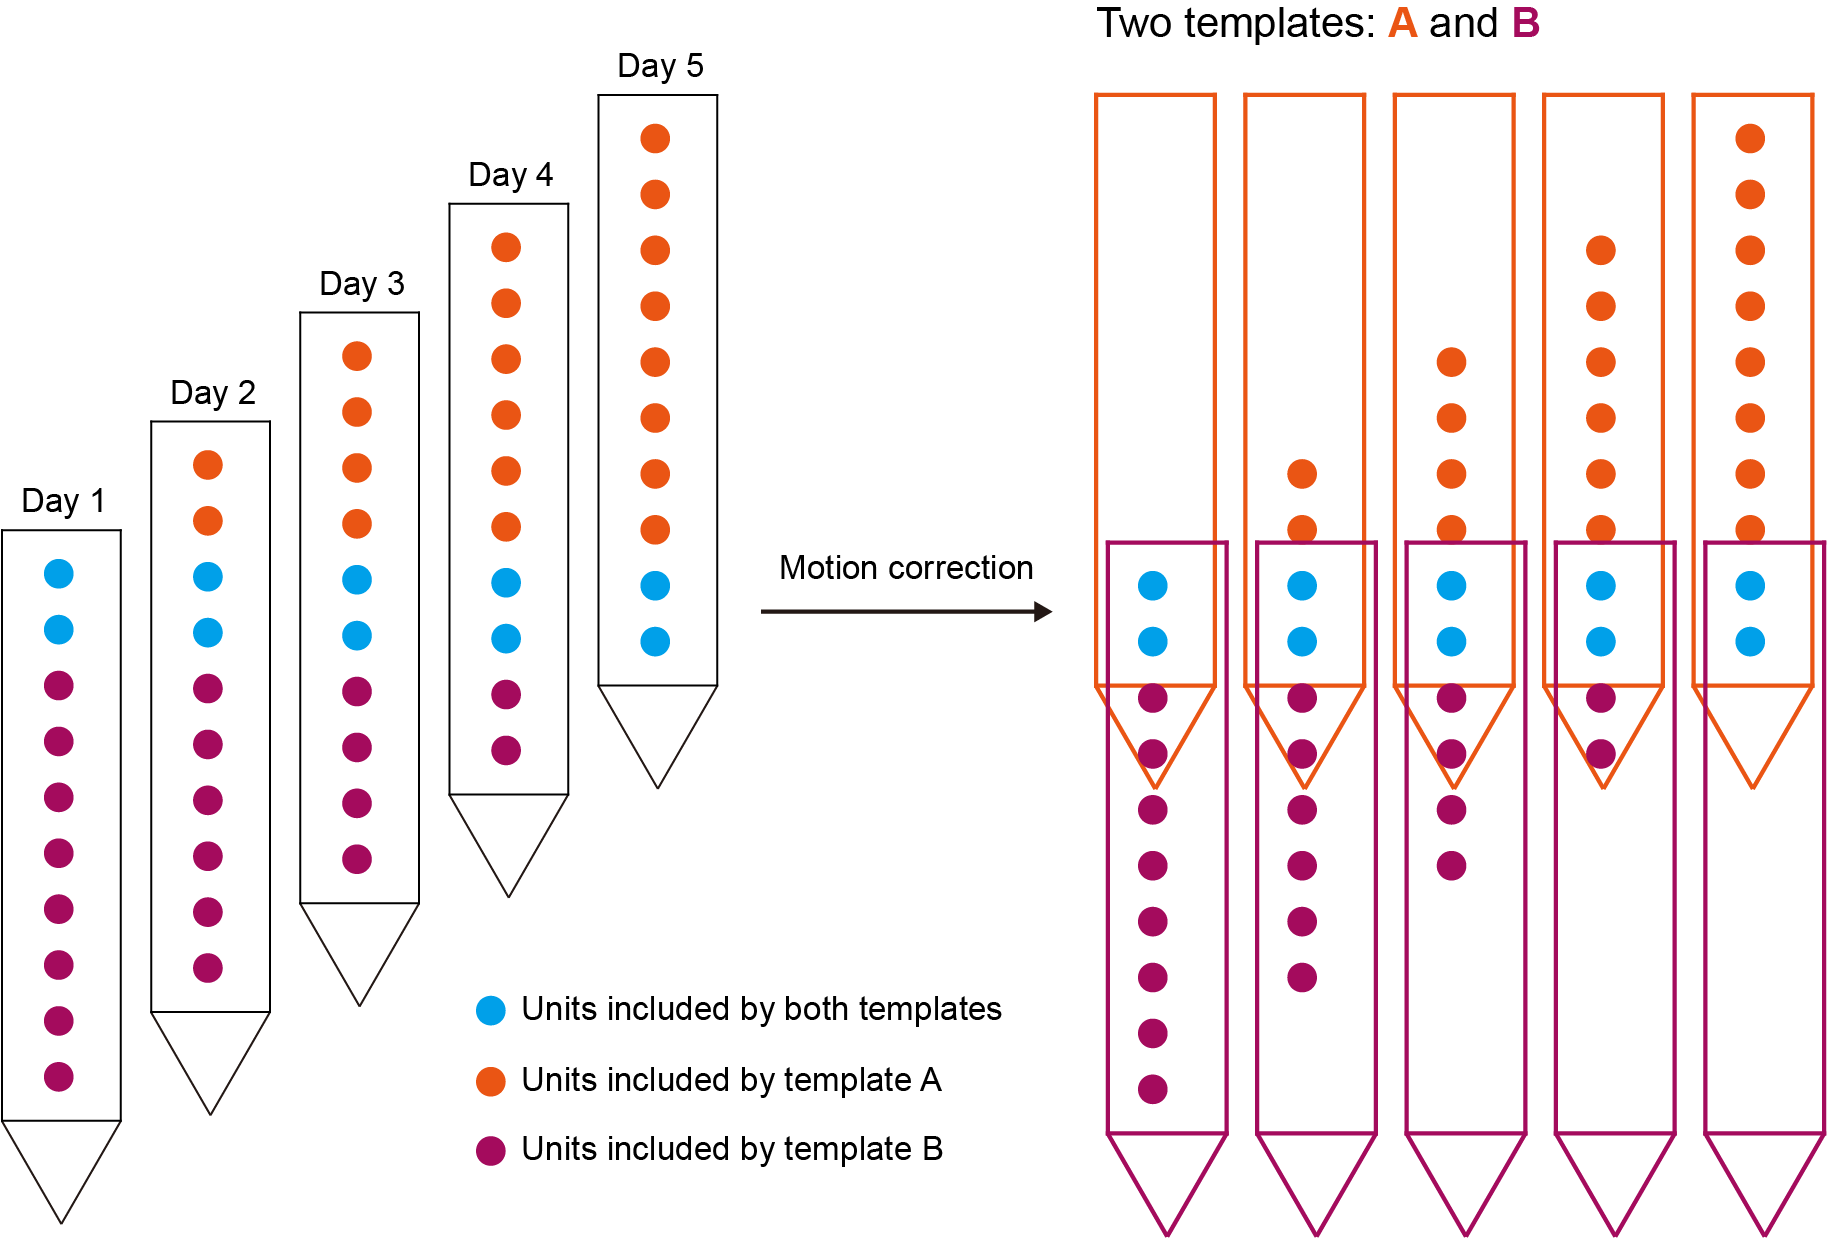 Two templates: A and B
Day 5
Day 4
Day 3
Day 2
Day 1
Motion correction
Units included by both templates
Units included by template A
Units included by template B